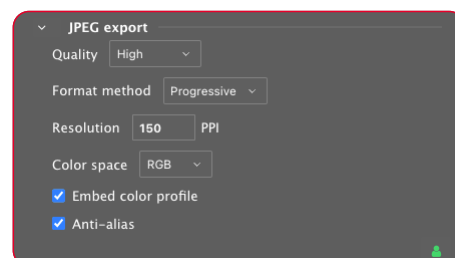 JPEG export
Quality High
Format method Progressive
Resolution 150 PPI
Color space RGB
Embed color profile
Anti-alias